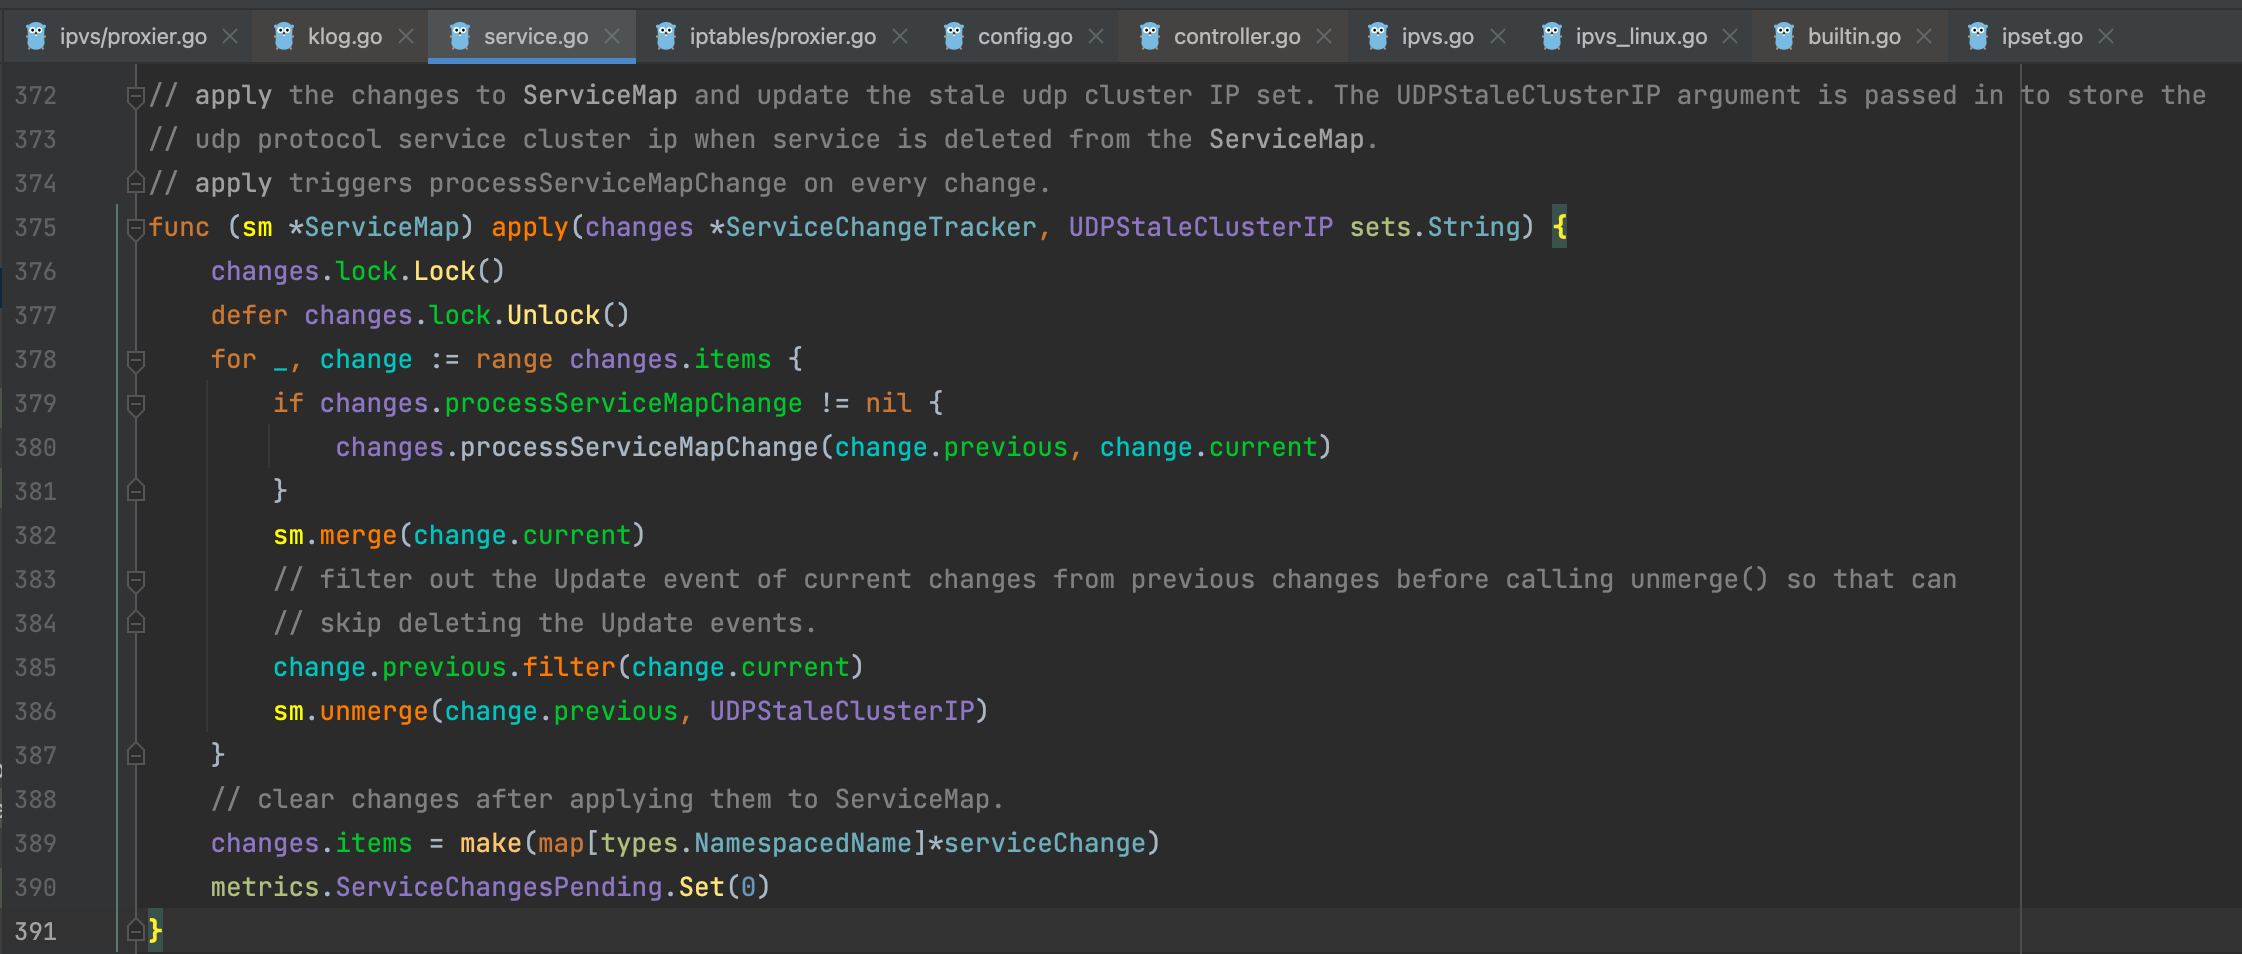 ipvs/proxier.go klog.go service.go iptables/proxier.go config.go controller.go ipvs.go ipvs_linux.go builtin.go ipset.go
372 // apply the changes to ServiceMap and update the stale udp cluster IP set. The UDPStaleClusterIP argument is passed in to store the
373 // udp protocol service cluster ip when service is deleted from the ServiceMap.
374 // apply triggers processServiceMapChange on every change.
375 func (sm *ServiceMap) apply(changes *ServiceChangeTracker, UDPStaleClusterIP sets.String) {
376 changes.lock.Lock()
377 defer changes.lock.Unlock()
378 for _, change := range changes.items {
379 if changes.processServiceMapChange != nil {
380 changes.processServiceMapChange(change.previous, change.current)
381 }
382 sm.merge(change.current)
383 // filter out the Update event of current changes from previous changes before calling unmerge() so that can
384 // skip deleting the Update events.
385 change.previous.filter(change.current)
386 sm.unmerge(change.previous, UDPStaleClusterIP)
387 }
388 // clear changes after applying them to ServiceMap.
389 changes.items = make(map[types.NamespacedName]*serviceChange)
390 metrics.ServiceChangesPending.Set(0)
391 }